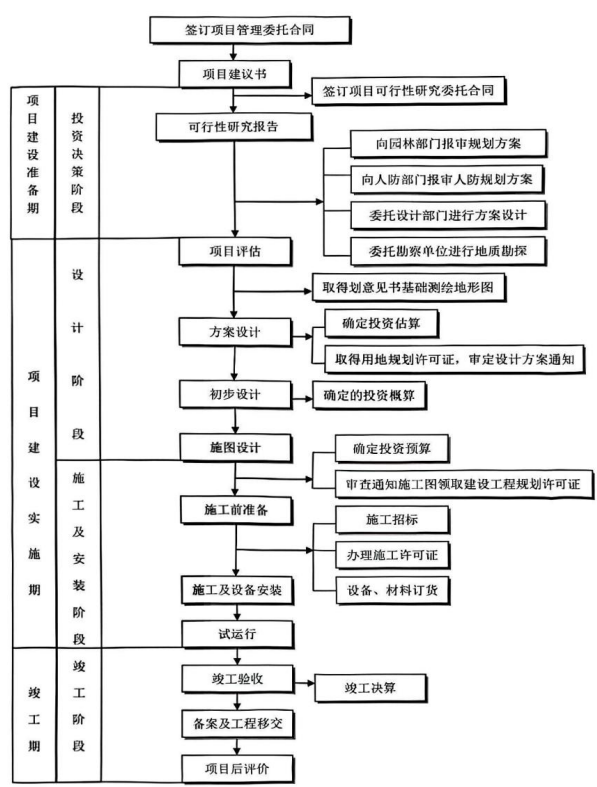 签订项目管理委托合同
项目建议书
签订项目可行性研究委托合同
项目建设准备期
投资决策阶段
可行性研究报告
向园林部门报审规划方案
向人防部门报审人防规划方案
委托设计部门进行方案设计
委托勘察单位进行地质勘探
项目建设实施期
设计阶段
项目评估
取得划意见书基础测绘地形图
方案设计
确定投资估算
取得用地规划许可证，审定设计方案通知
初步设计
确定的投资概算
施图设计
确定投资预算
审查通知施工图领取建设工程规划许可证
施工及安装阶段
施工前准备
施工招标
办理施工许可证
设备、材料订货
施工及设备安装
试运行
竣工期
竣工阶段
竣工验收
竣工决算
备案及工程移交
项目后评价